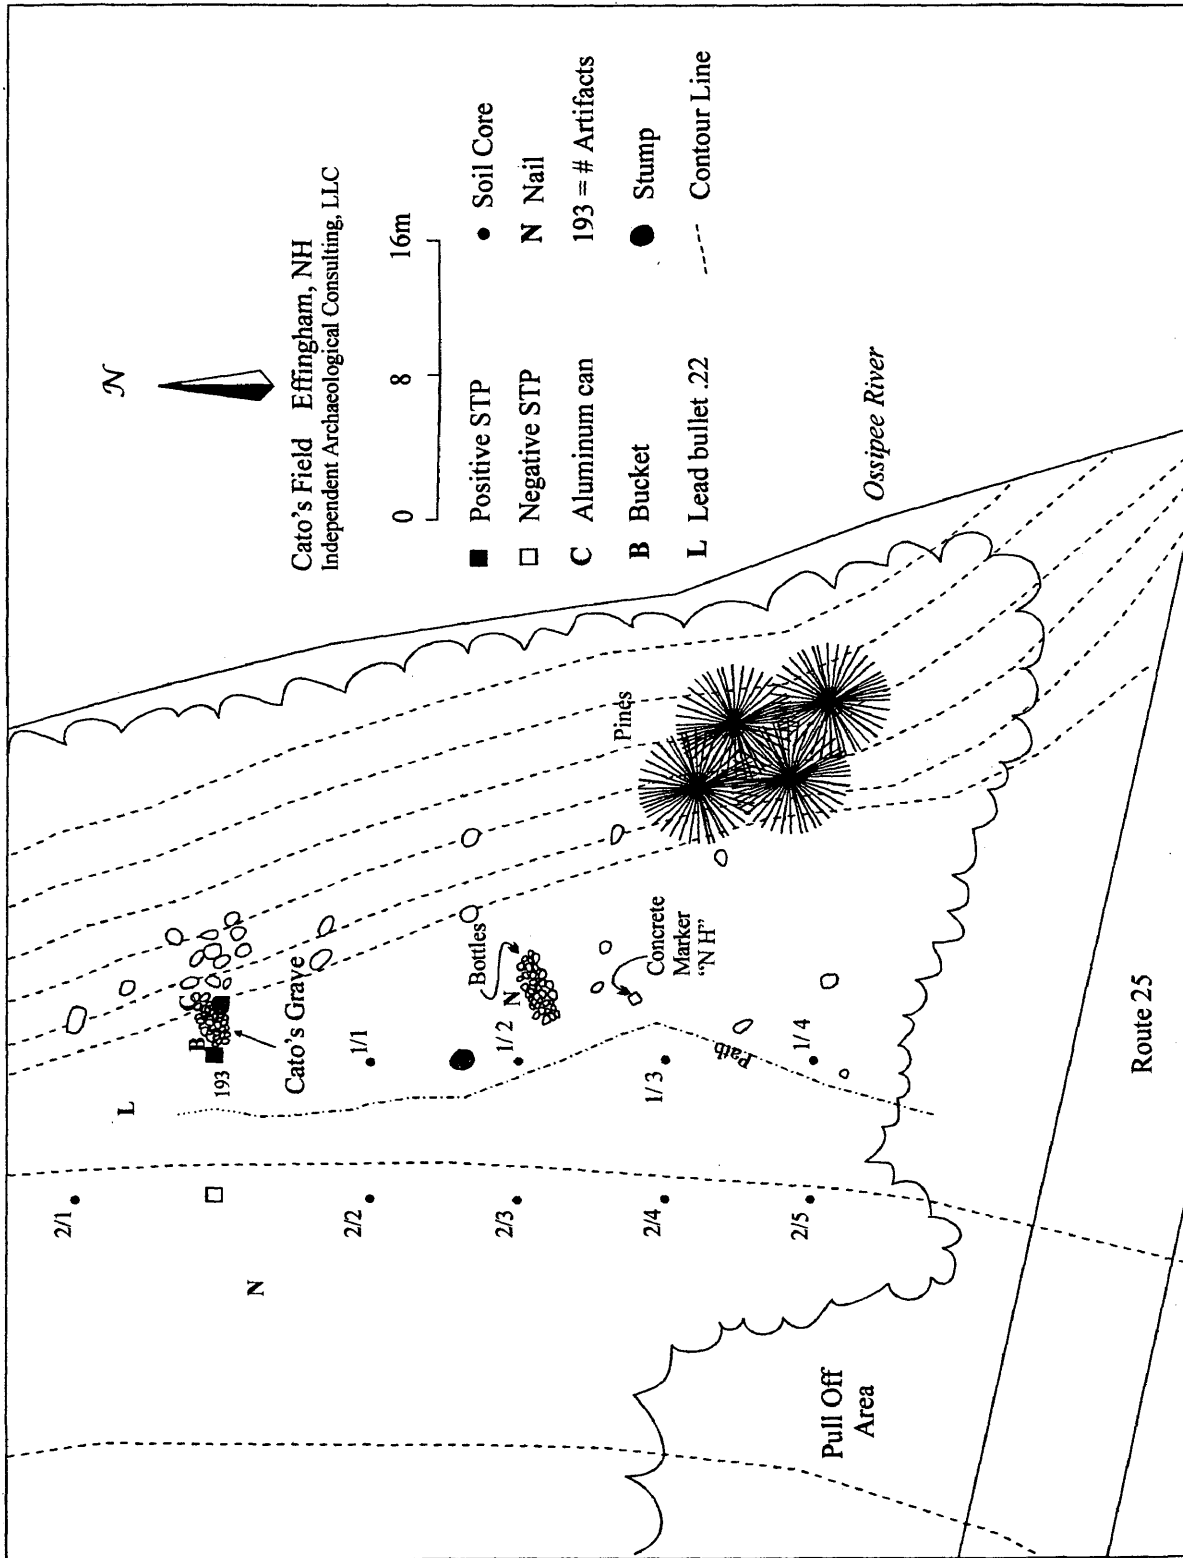 N
Cato's Field Effingham, NH
Independent Archaeological Consulting, LLC
0 8 16m
Positive STP
Soil Core
Negative STP
N Nail
C Aluminum can
193 = # Artifacts
B Bucket
Stump
L Lead bullet .22
Contour Line
Ossipee River
Pines
2/1
L
B
C
193
Cato's Grave
N
2/2
1/1
Bottles
N
2/3
1/2
Concrete
Marker
"N H"
2/4
1/3
Path
2/5
1/4
Pull Off
Area
Route 25